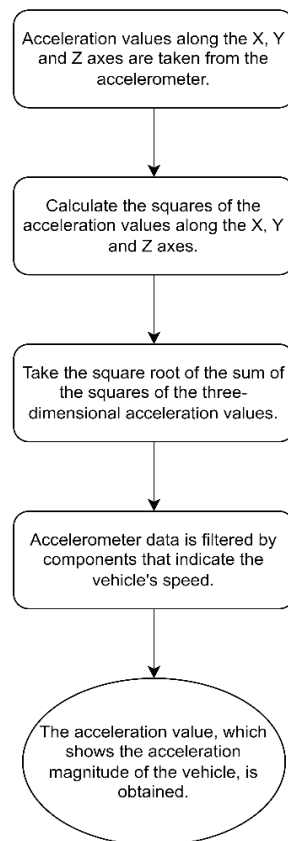 Acceleration values along the X, Y
and Z axes are taken from the
accelerometer.
Calculate the squares of the
acceleration values along the X, Y
and Z axes.
Take the square root of the sum of
the squares of the three-
dimensional acceleration values.
Accelerometer data is filtered by
components that indicate the
vehicle's speed.
The acceleration value, which
shows the acceleration
magnitude of the vehicle, is
obtained.